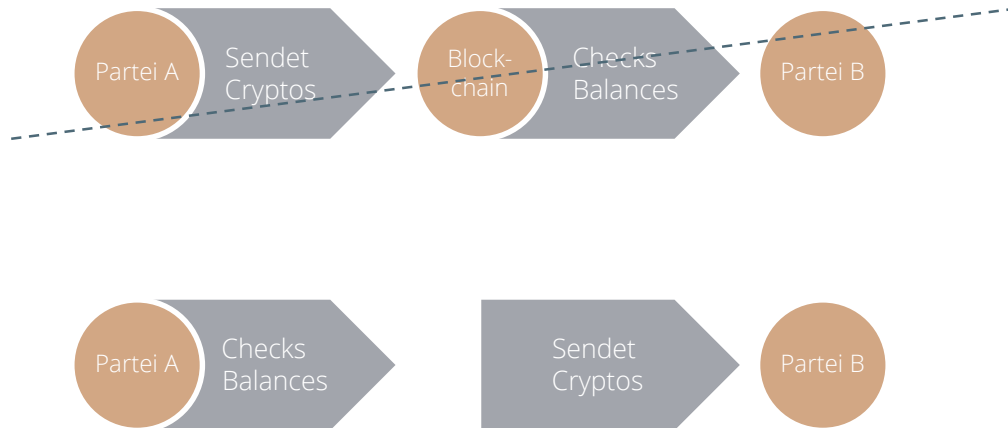 Partei A
Sendet
Cryptos
Block-
chain
Checks
Balances
Partei B
Partei A
Checks
Balances
Sendet
Cryptos
Partei B